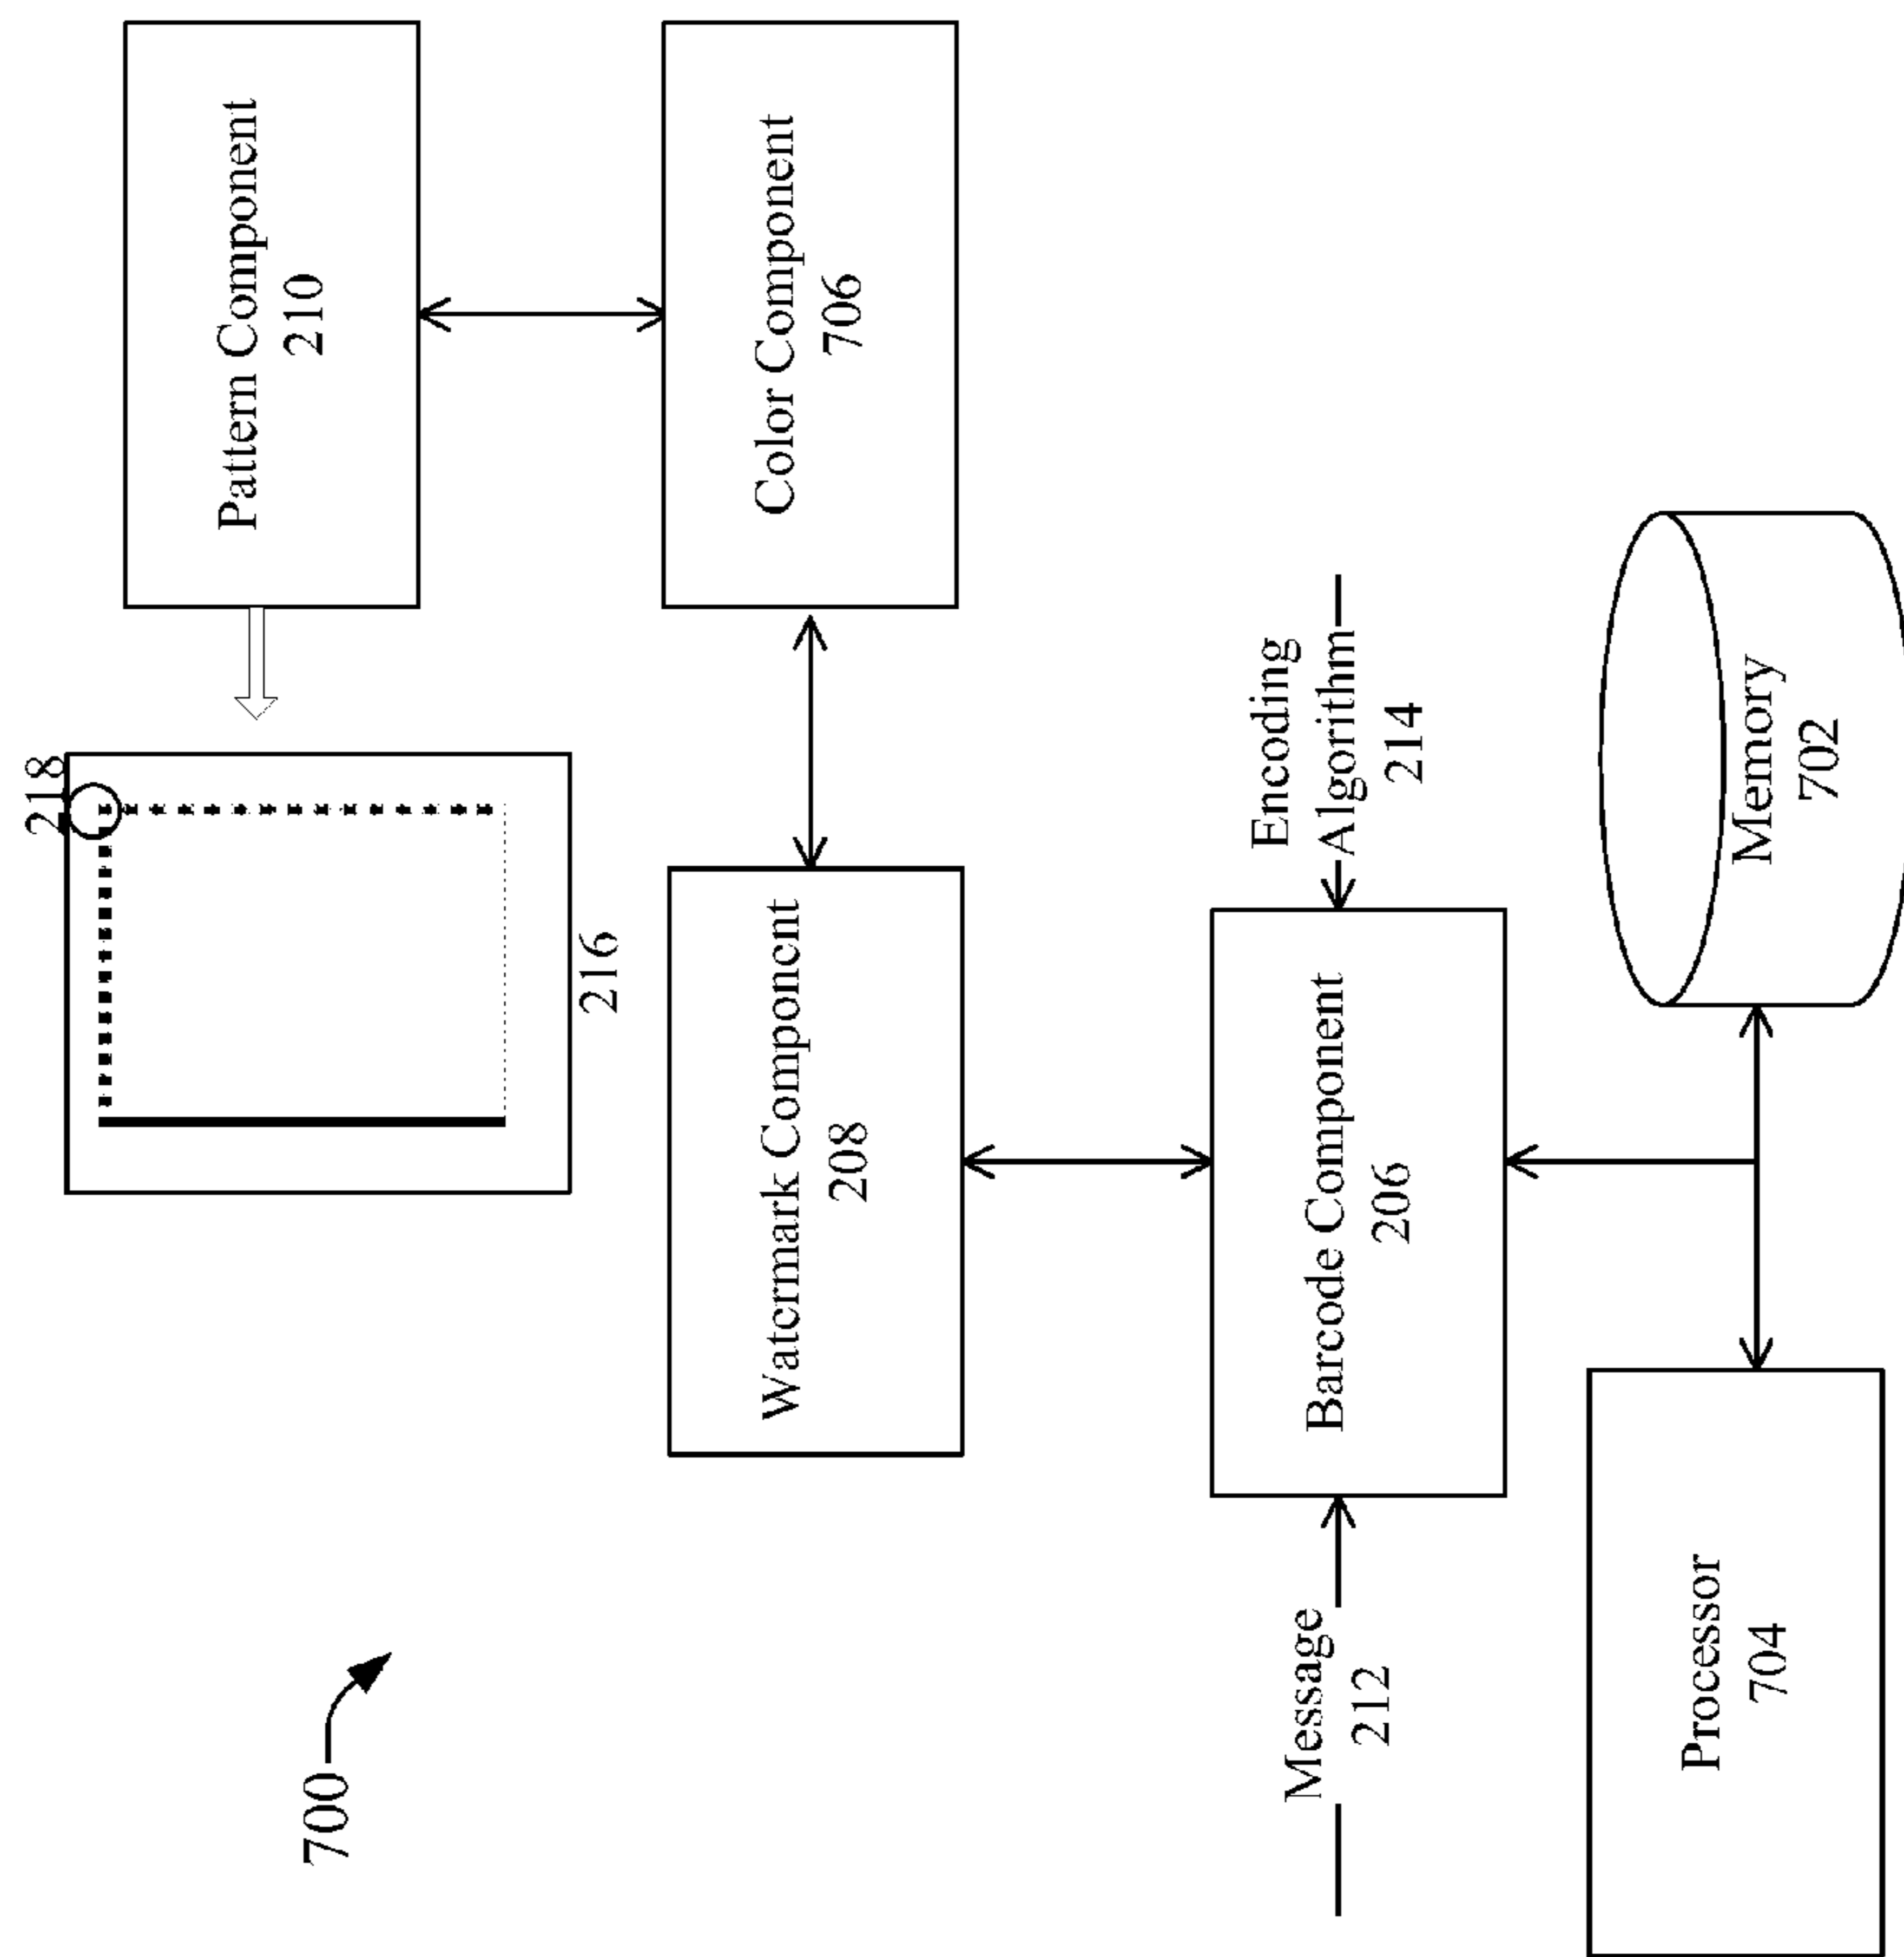 218
700
Pattern Component
210
216
Watermark Component
208
Color Component
706
Message
212
Barcode Component
206
Encoding
Algorithm
214
Processor
704
Memory
702